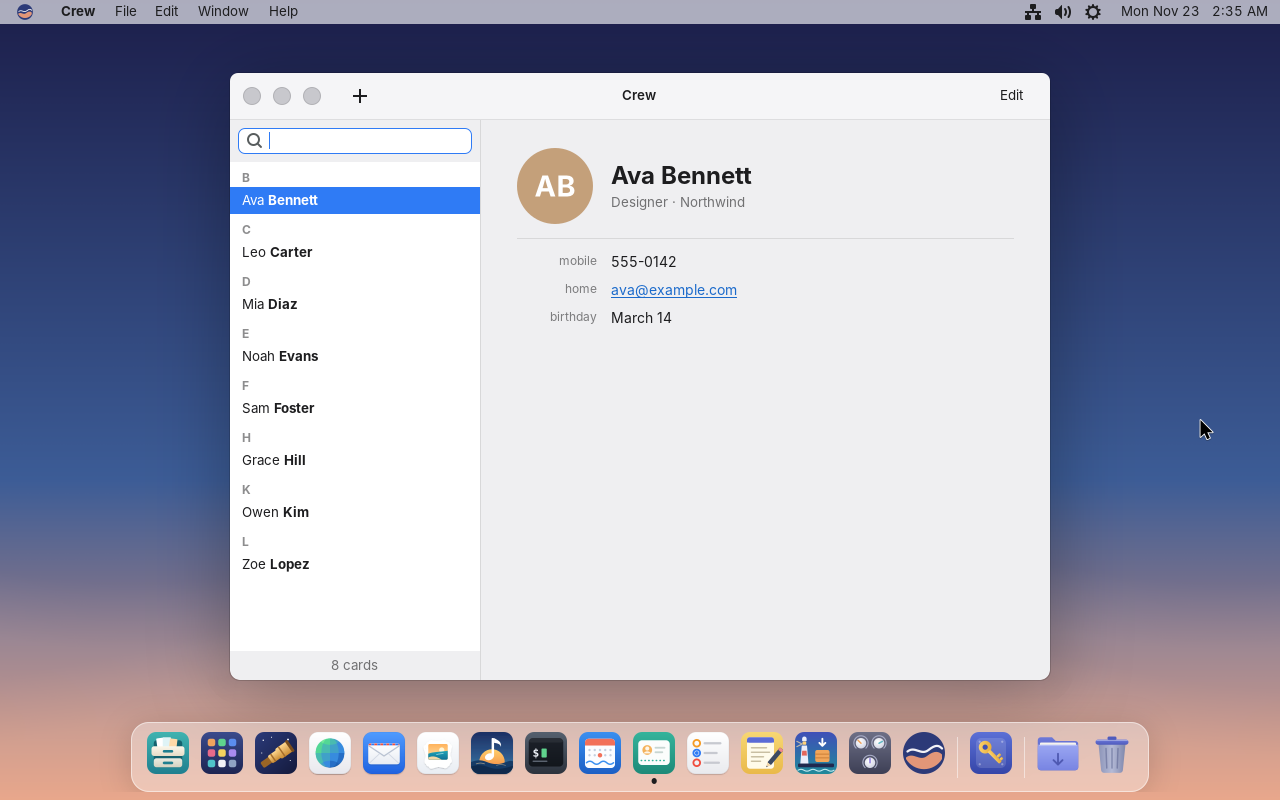 Crew File Edit Window Help Mon Nov 23 2:35 AM
Crew Edit
B
Ava Bennett
C
Leo Carter
D
Mia Diaz
E
Noah Evans
F
Sam Foster
H
Grace Hill
K
Owen Kim
L
Zoe Lopez
8 cards
AB
Ava Bennett
Designer · Northwind
mobile 555-0142
home ava@example.com
birthday March 14
$